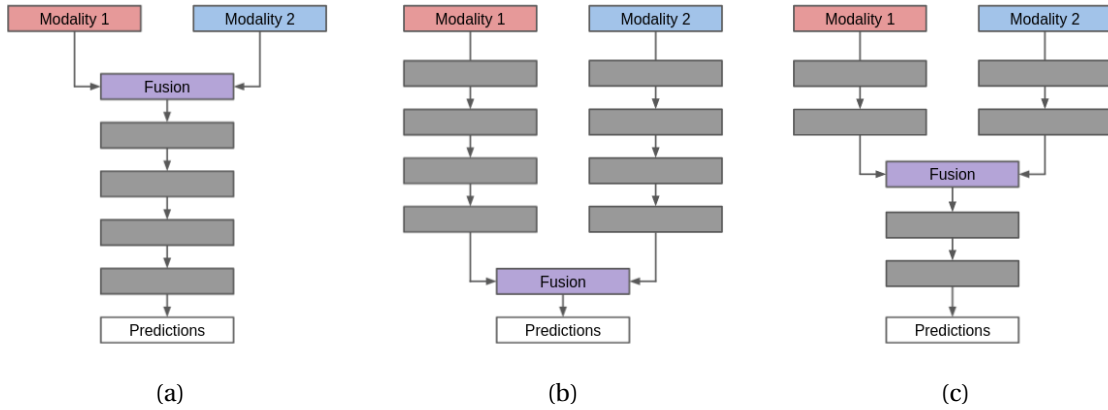 Modality 1 Modality 2 Modality 1 Modality 2 Modality 1 Modality 2
Fusion
Fusion
Fusion
Predictions Predictions Predictions
(a) (b) (c)